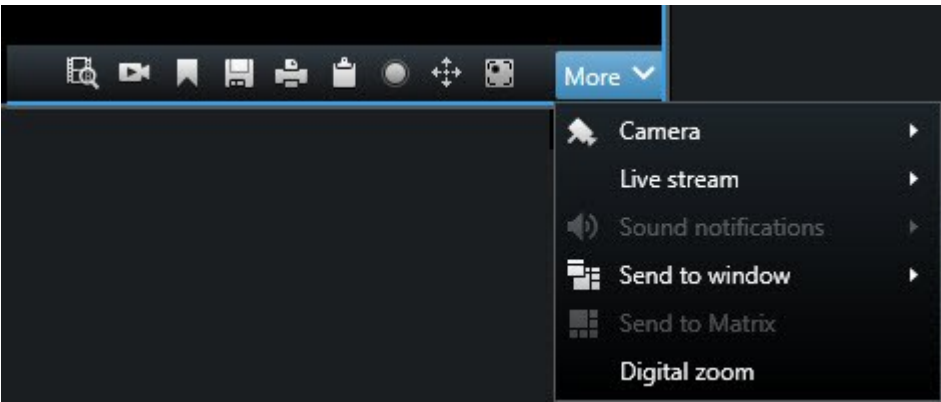 More
Camera
Live stream
Sound notifications
Send to window
Send to Matrix
Digital zoom